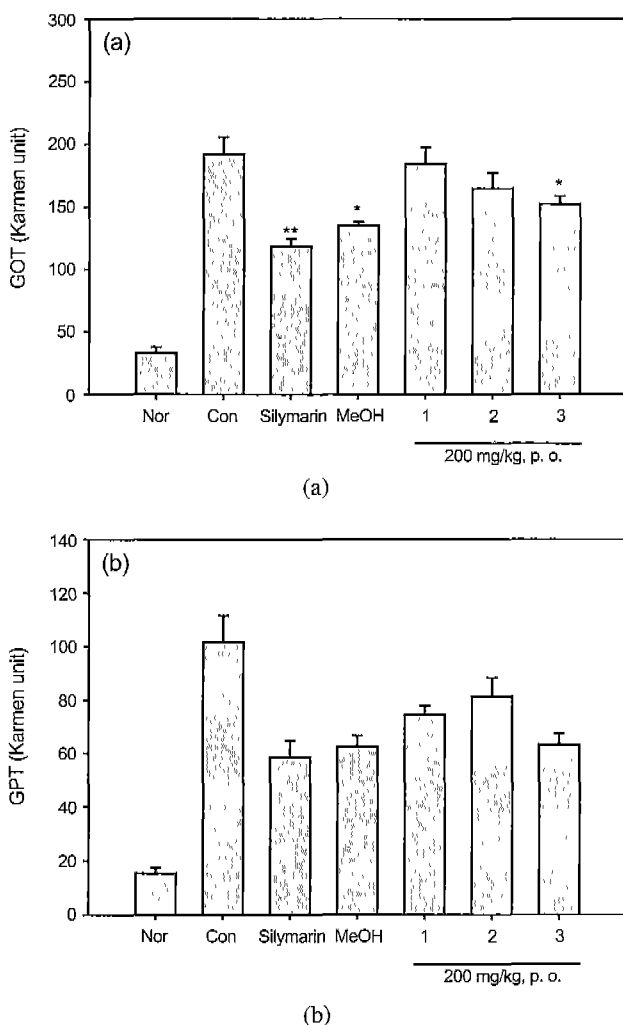 300
(a)
250
200
150
100
50
0
GOT (Karmen unit)
**
*
*
Nor Con Silymarin MeOH 1 2 3
200 mg/kg, p. o.
(a)
140
(b)
120
100
80
60
40
20
0
GPT (Karmen unit)
Nor Con Silymarin MeOH 1 2 3
200 mg/kg, p. o.
(b)